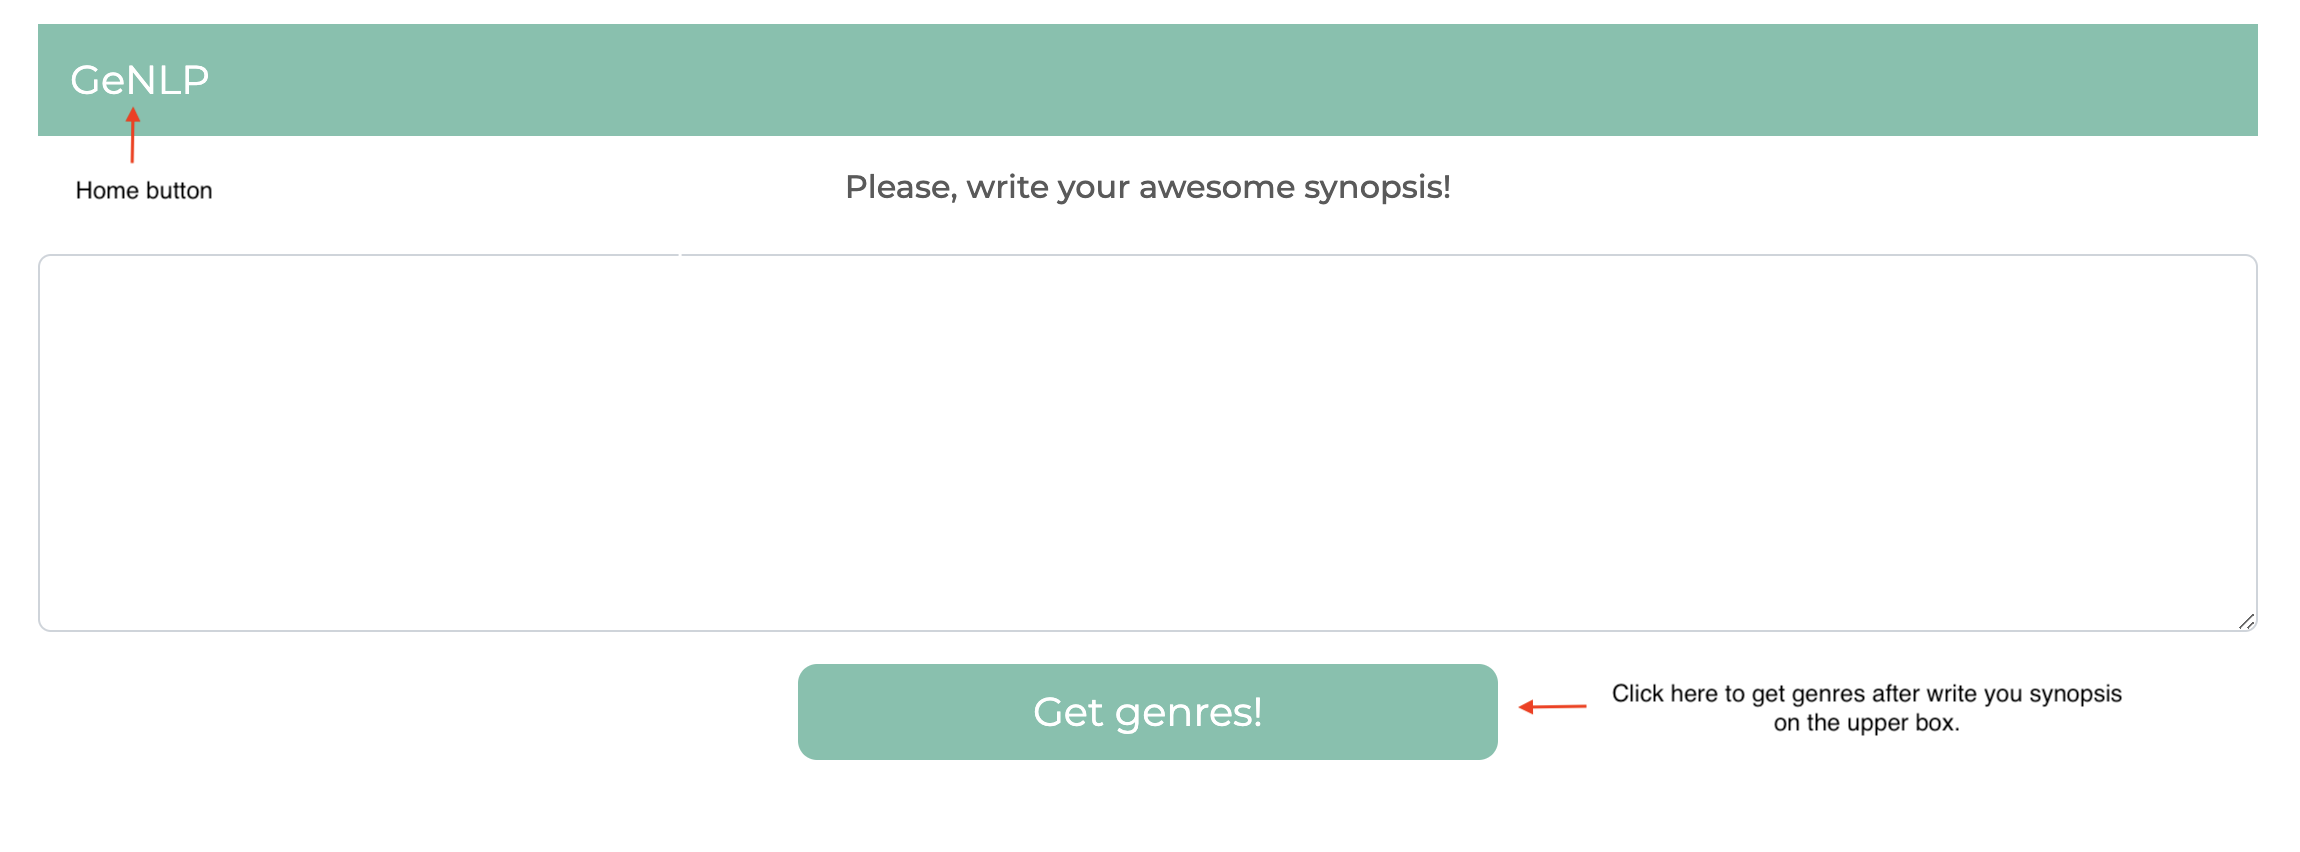 GeNLP
Home button
Please, write your awesome synopsis!
Get genres!
Click here to get genres after write you synopsis
on the upper box.